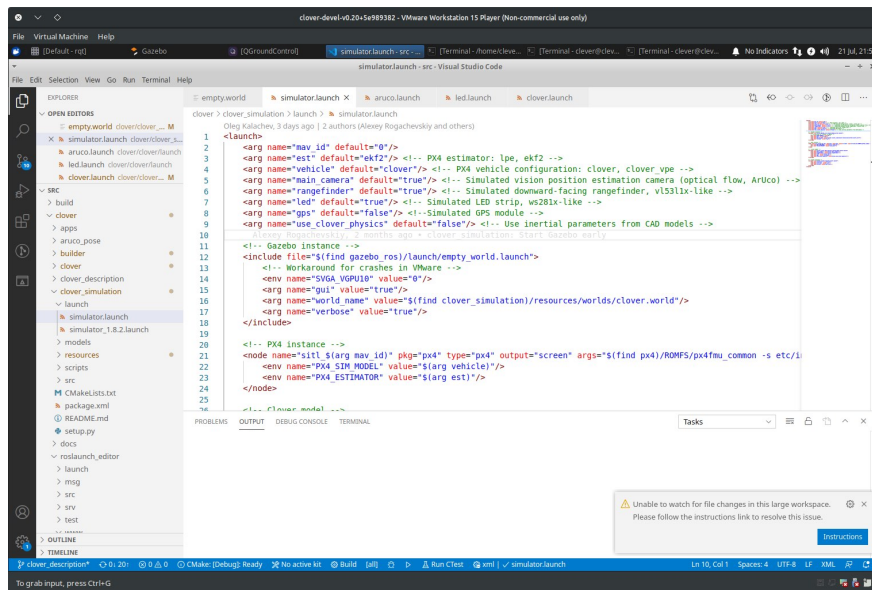 clover-devel-v0.20+5e989382 - VMware Workstation 15 Player (Non-commercial use only)
File Virtual Machine Help
[Default - rqt] Gazebo [QGroundControl] simulator.launch - src - ... [Terminal - /home/cleve... [Terminal - clever@clev... [Terminal - clever@clev... No Indicators 21 Jul, 21:5
simulator.launch - src - Visual Studio Code
File Edit Selection View Go Run Terminal Help
EXPLORER
OPEN EDITORS
empty.world clover/clover_... M
simulator.launch clover/clover_s...
aruco.launch clover/clover/launch
led.launch clover/clover/launch
clover.launch clover/clover... M
SRC
build
clover
apps
aruco_pose
builder
clover
clover_description
clover_simulation
launch
simulator.launch
simulator_1.8.2.launch
models
resources
scripts
src
CMakeLists.txt
package.xml
README.md
setup.py
docs
roslaunch_editor
launch
msg
src
srv
test
OUTLINE
TIMELINE
empty.world simulator.launch aruco.launch led.launch clover.launch
clover > clover_simulation > launch > simulator.launch
Oleg Kalachev, 3 days ago | 2 authors (Alexey Rogachevskiy and others)
1 <launch>
2 <arg name="mav_id" default="0"/>
3 <arg name="est" default="ekf2"/> <!-- PX4 estimator: lpe, ekf2 -->
4 <arg name="vehicle" default="clover"/> <!-- PX4 vehicle configuration: clover, clover_vpe -->
5 <arg name="main_camera" default="true"/> <!-- Simulated vision position estimation camera (optical flow, ArUco) -->
6 <arg name="rangefinder" default="true"/> <!-- Simulated downward-facing rangefinder, vl53l1x-like -->
7 <arg name="led" default="true"/> <!-- Simulated LED strip, ws281x-like -->
8 <arg name="gps" default="false"/> <!--Simulated GPS module -->
9 <arg name="use_clover_physics" default="false"/> <!-- Use inertial parameters from CAD models -->
10 Alexey Rogachevskiy, 2 months ago • clover_simulation: Start Gazebo early
11 <!-- Gazebo instance -->
12 <include file="$(find gazebo_ros)/launch/empty_world.launch">
13 <!-- Workaround for crashes in VMware -->
14 <env name="SVGA_VGPU10" value="0"/>
15 <arg name="gui" value="true"/>
16 <arg name="world_name" value="$(find clover_simulation)/resources/worlds/clover.world"/>
17 <arg name="verbose" value="true"/>
18 </include>
19
20 <!-- PX4 instance -->
21 <node name="sitl_$(arg mav_id)" pkg="px4" type="px4" output="screen" args="$(find px4)/ROMFS/px4fmu_common -s etc/i
22 <env name="PX4_SIM_MODEL" value="$(arg vehicle)"/>
23 <env name="PX4_ESTIMATOR" value="$(arg est)"/>
24 </node>
25
26 <!-- Clover model -->
PROBLEMS OUTPUT DEBUG CONSOLE TERMINAL Tasks
Unable to watch for file changes in this large workspace.
Please follow the instructions link to resolve this issue.
Instructions
clover_description* 0↓ 20↑ 0 0 CMake: [Debug]: Ready No active kit Build [all] Run CTest xml simulator.launch Ln 10, Col 1 Spaces: 4 UTF-8 LF XML
To grab input, press Ctrl+G